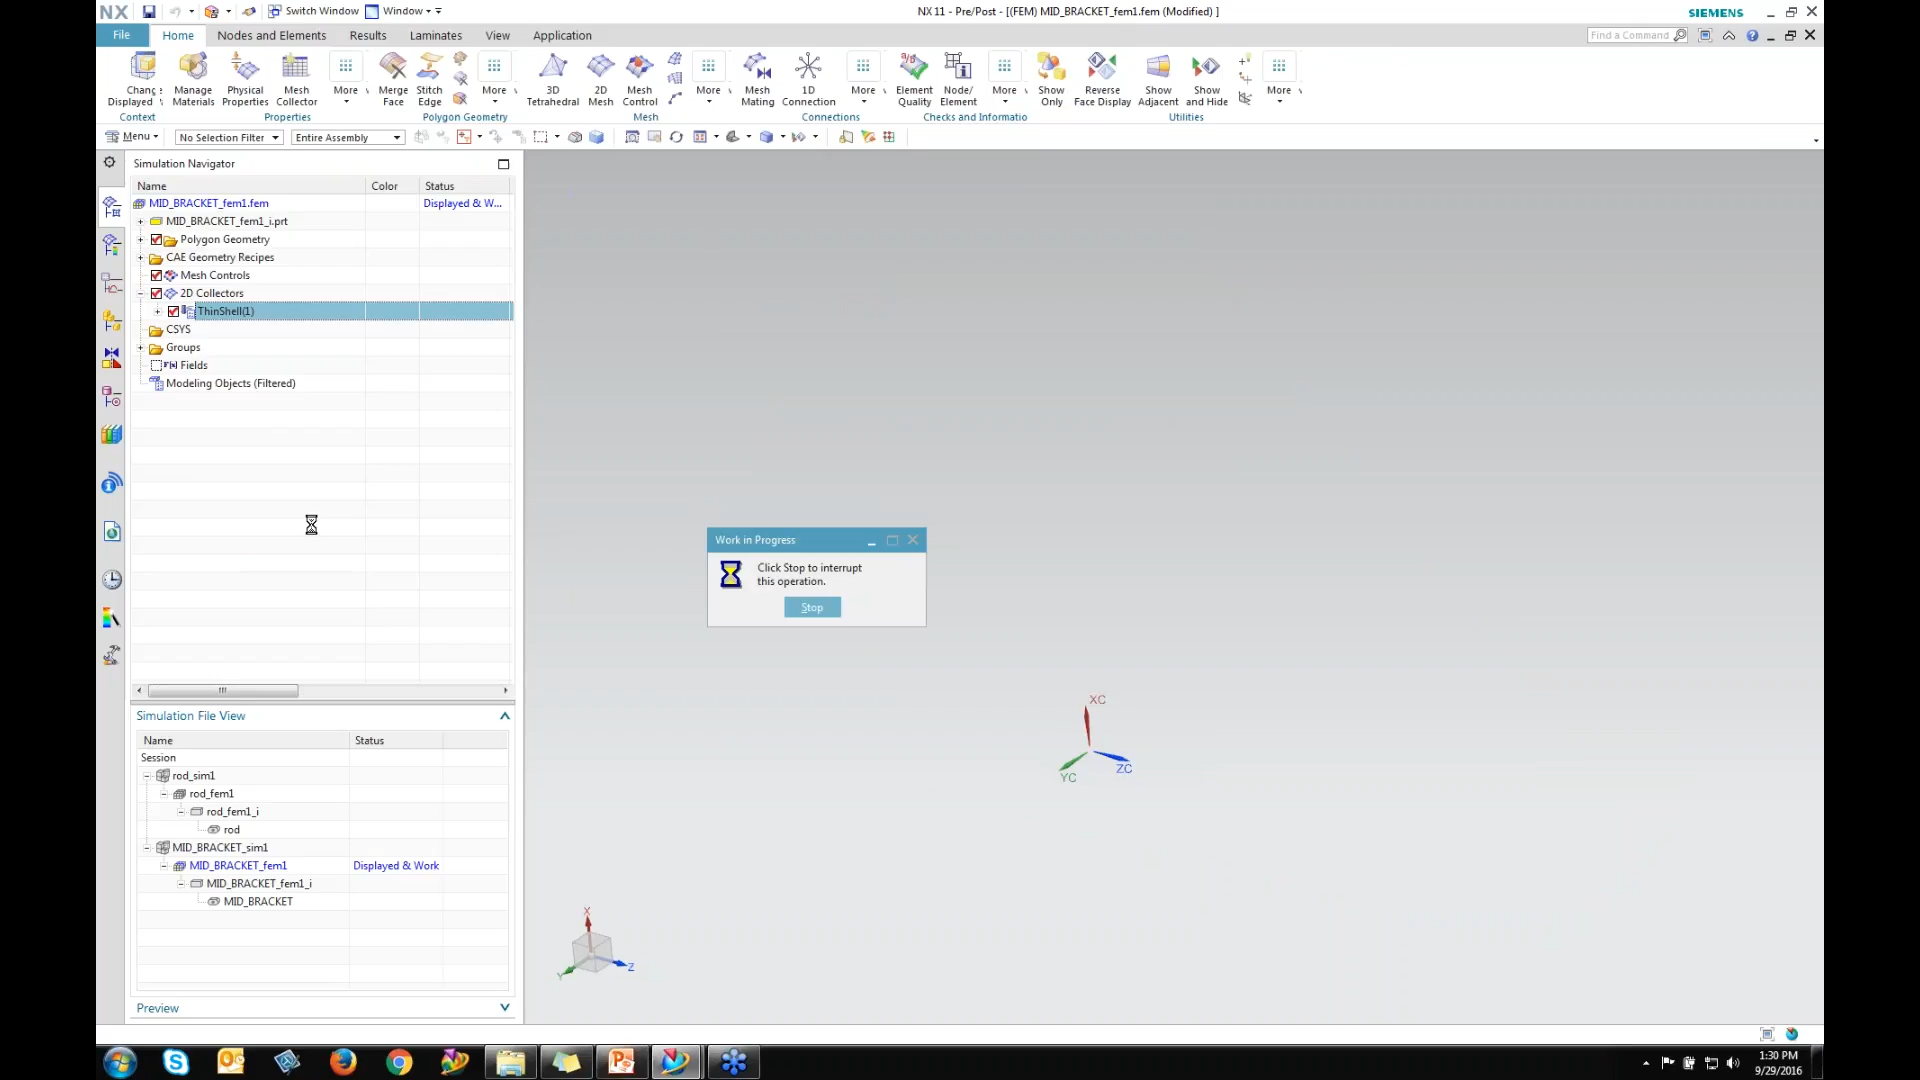 NX
Switch Window
Window
NX 11 - Pre/Post - [(FEM) MID_BRACKET_fem1.fem (Modified) ]
SIEMENS
File
Home
Nodes and Elements
Results
Laminates
View
Application
Find a Command
Change
Displayed
Manage
Materials
Physical
Properties
Mesh
Collector
More
Merge
Face
Stitch
Edge
More
3D
Tetrahedral
2D
Mesh
Mesh
Control
More
Mesh
Mating
1D
Connection
More
Element
Quality
Node/
Element
More
Show
Only
Reverse
Face Display
Show
Adjacent
Show
and Hide
More
Context
Properties
Polygon Geometry
Mesh
Connections
Checks and Informatio
Utilities
Menu
No Selection Filter
Entire Assembly
Simulation Navigator
Name
Color
Status
MID_BRACKET_fem1.fem
Displayed & W...
MID_BRACKET_fem1_i.prt
Polygon Geometry
CAE Geometry Recipes
Mesh Controls
2D Collectors
ThinShell(1)
CSYS
Groups
Fields
Modeling Objects (Filtered)
Work in Progress
Click Stop to interrupt
this operation.
Stop
XC
YC
ZC
X
Y
Z
Simulation File View
Name
Status
Session
rod_sim1
rod_fem1
rod_fem1_i
rod
MID_BRACKET_sim1
MID_BRACKET_fem1
Displayed & Work
MID_BRACKET_fem1_i
MID_BRACKET
Preview
1:30 PM
9/29/2016